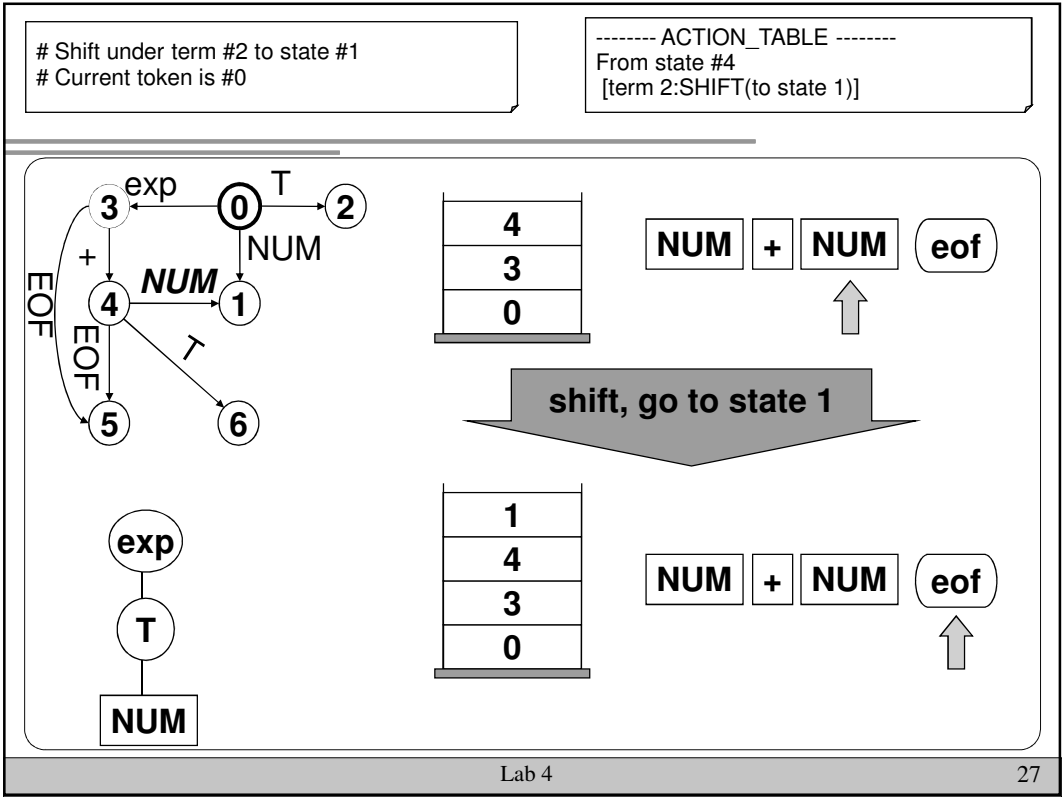 # Shift under term #2 to state #1
# Current token is #0
-------- ACTION_TABLE --------
From state #4
[term 2:SHIFT(to state 1)]
exp
T
3
0
2
NUM
+
NUM
EOF
4
1
EOF
T
5
6
4
3
0
NUM + NUM eof
shift, go to state 1
exp
T
NUM
1
4
3
0
NUM + NUM eof
Lab 4
27